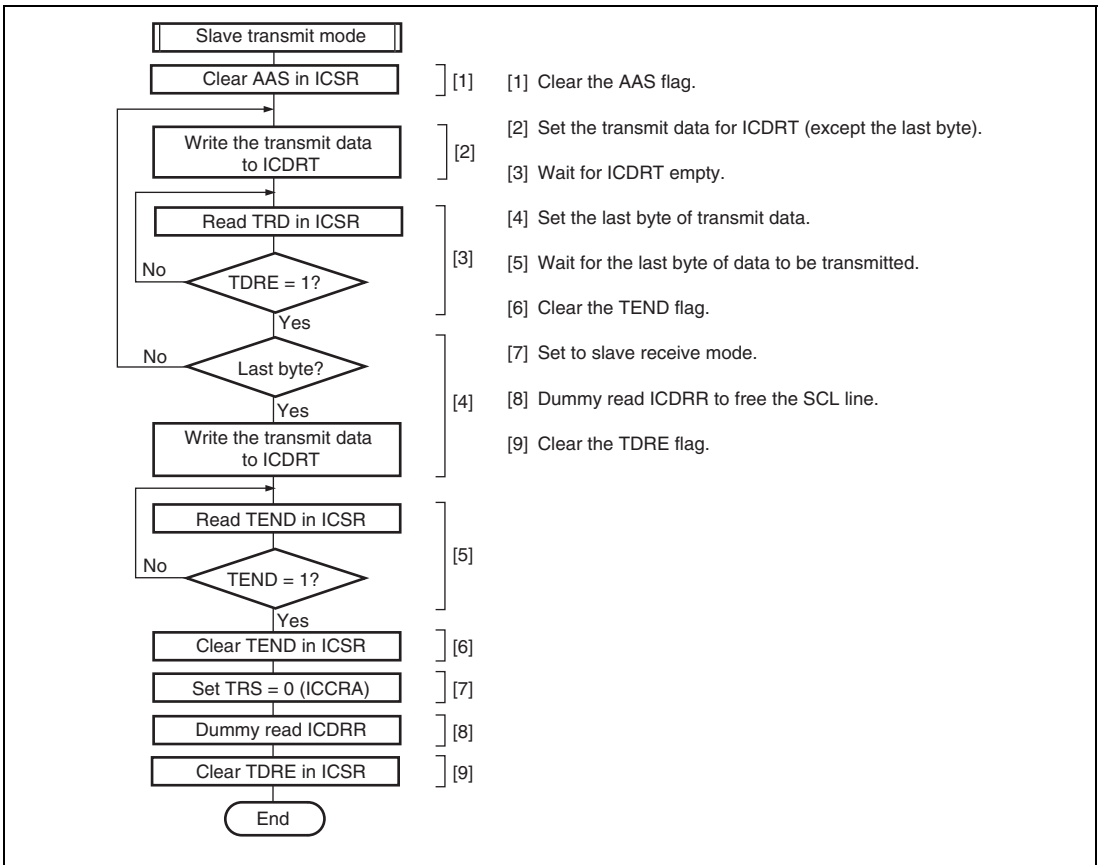 Slave transmit mode
Clear AAS in ICSR
[1]
Write the transmit data
to ICDRT
[2]
Read TRD in ICSR
No
TDRE = 1?
[3]
Yes
No
Last byte?
Yes
[4]
Write the transmit data
to ICDRT
Read TEND in ICSR
No
TEND = 1?
[5]
Yes
Clear TEND in ICSR
[6]
Set TRS = 0 (ICCRA)
[7]
Dummy read ICDRR
[8]
Clear TDRE in ICSR
[9]
End
[1] Clear the AAS flag.
[2] Set the transmit data for ICDRT (except the last byte).
[3] Wait for ICDRT empty.
[4] Set the last byte of transmit data.
[5] Wait for the last byte of data to be transmitted.
[6] Clear the TEND flag.
[7] Set to slave receive mode.
[8] Dummy read ICDRR to free the SCL line.
[9] Clear the TDRE flag.